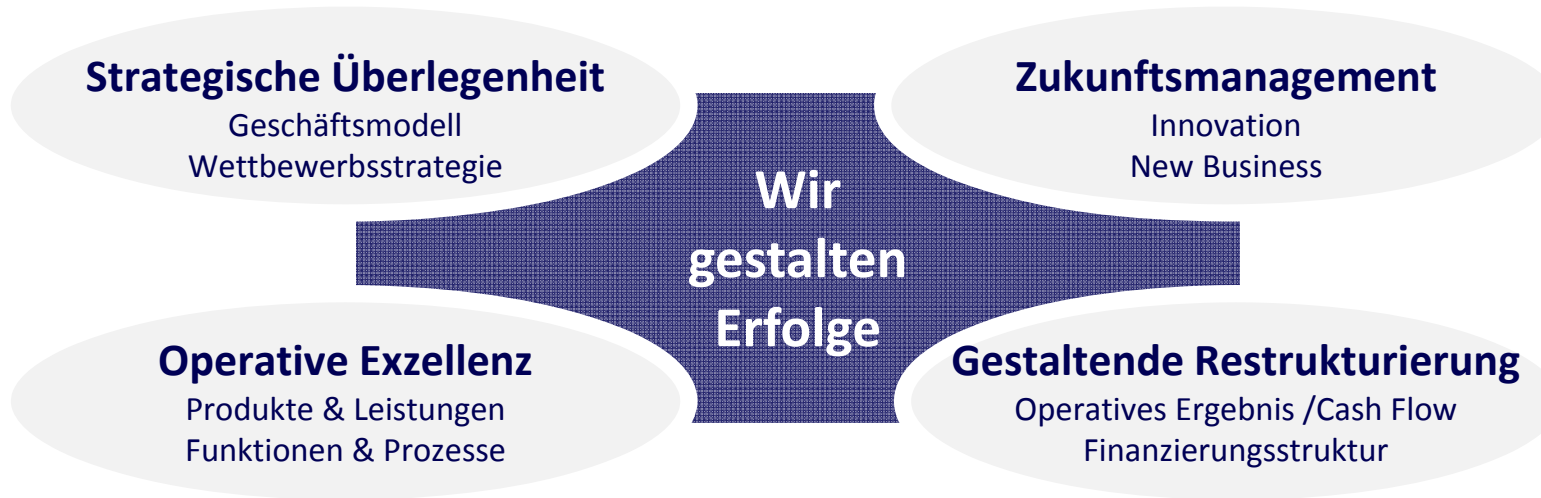 Strategische Überlegenheit
Geschäftsmodell
Wettbewerbsstrategie
Zukunftsmanagement
Innovation
New Business
Wir
gestalten
Erfolge
Operative Exzellenz
Produkte & Leistungen
Funktionen & Prozesse
Gestaltende Restrukturierung
Operatives Ergebnis /Cash Flow
Finanzierungsstruktur